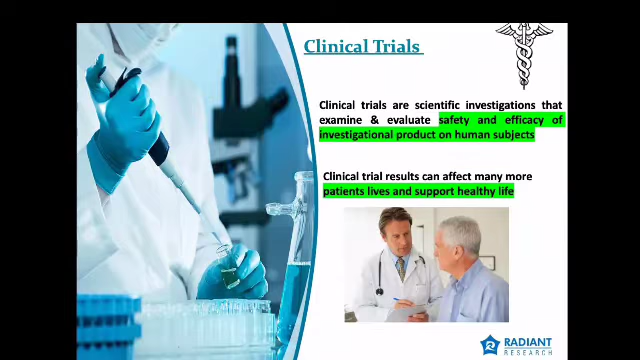 Clinical Trials
Clinical trials are scientific investigations that
examine & evaluate safety and efficacy of
investigational product on human subjects
Clinical trial results can affect many more
patients lives and support healthy life
RADIANT
RESEARCH